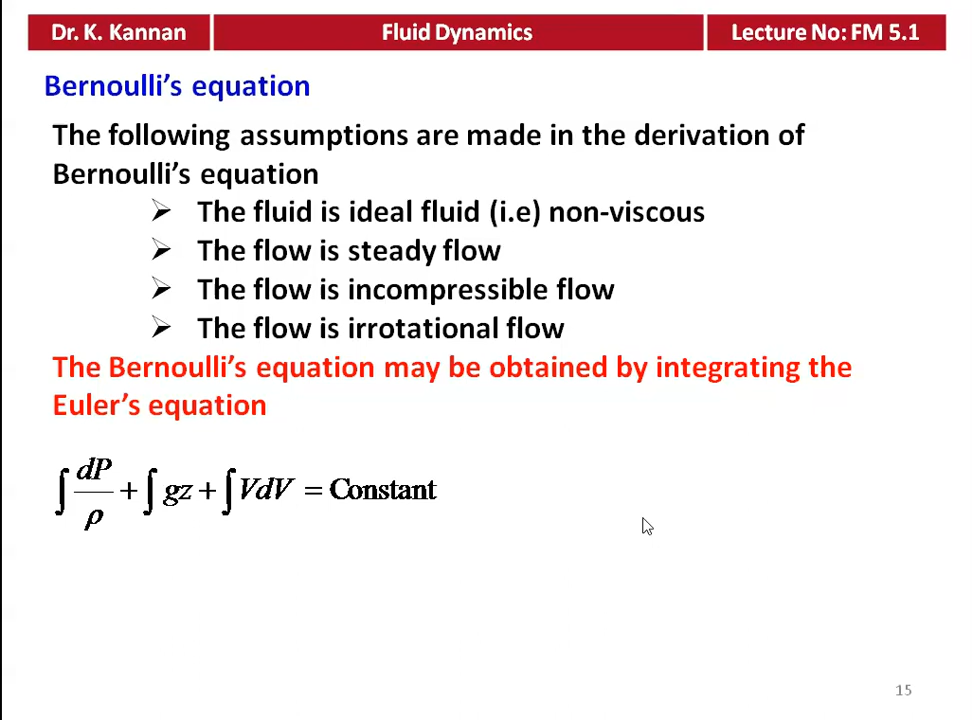 Dr. K. Kannan Fluid Dynamics Lecture No: FM 5.1
Bernoulli’s equation
The following assumptions are made in the derivation of
Bernoulli’s equation
➢ The fluid is ideal fluid (i.e) non-viscous
➢ The flow is steady flow
➢ The flow is incompressible flow
➢ The flow is irrotational flow
The Bernoulli’s equation may be obtained by integrating the
Euler’s equation
∫ dP/ρ + ∫ gz + ∫ VdV = Constant
15